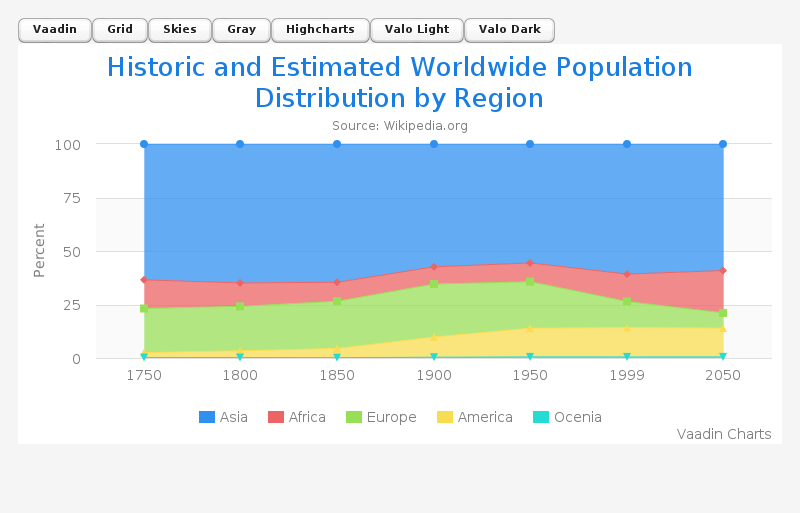 Vaadin Grid Skies Gray Highcharts Valo Light Valo Dark
Historic and Estimated Worldwide Population
Distribution by Region
Source: Wikipedia.org
Percent
100
75
50
25
0
1750 1800 1850 1900 1950 1999 2050
Asia Africa Europe America Ocenia
Vaadin Charts